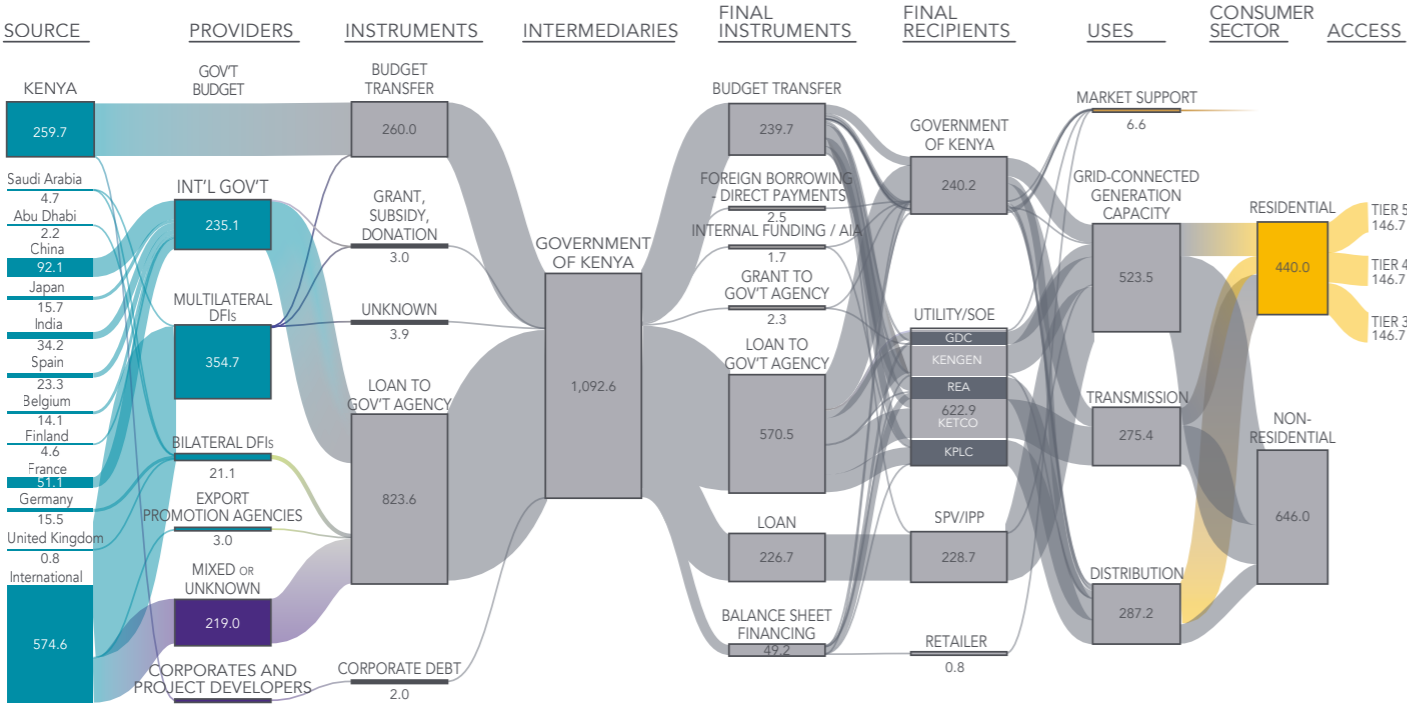 SOURCE
PROVIDERS
INSTRUMENTS
INTERMEDIARIES
FINAL
INSTRUMENTS
FINAL
RECIPIENTS
USES
CONSUMER
SECTOR
ACCESS
KENYA
259.7
Saudi Arabia
4.7
Abu Dhabi
2.2
China
92.1
Japan
15.7
India
34.2
Spain
23.3
Belgium
14.1
Finland
4.6
France
51.1
Germany
15.5
United Kingdom
0.8
International
574.6
GOV'T
BUDGET
INT'L GOV'T
235.1
MULTILATERAL
DFIs
354.7
BILATERAL DFIs
21.1
EXPORT
PROMOTION AGENCIES
3.0
MIXED OR
UNKNOWN
219.0
CORPORATES AND
PROJECT DEVELOPERS
BUDGET
TRANSFER
260.0
GRANT,
SUBSIDY,
DONATION
3.0
UNKNOWN
3.9
LOAN TO
GOV'T AGENCY
823.6
CORPORATE DEBT
2.0
GOVERNMENT
OF KENYA
1,092.6
BUDGET TRANSFER
239.7
FOREIGN BORROWING
- DIRECT PAYMENTS
2.5
INTERNAL FUNDING / AIA
1.7
GRANT TO
GOV'T AGENCY
2.3
LOAN TO
GOV'T AGENCY
570.5
LOAN
226.7
BALANCE SHEET
FINANCING
49.2
GOVERNMENT
OF KENYA
240.2
UTILITY/SOE
GDC
KENGEN
REA
622.9
KETCO
KPLC
SPV/IPP
228.7
RETAILER
0.8
MARKET SUPPORT
6.6
GRID-CONNECTED
GENERATION
CAPACITY
523.5
TRANSMISSION
275.4
DISTRIBUTION
287.2
RESIDENTIAL
440.0
NON-
RESIDENTIAL
646.0
TIER 5
146.7
TIER 4
146.7
TIER 3
146.7